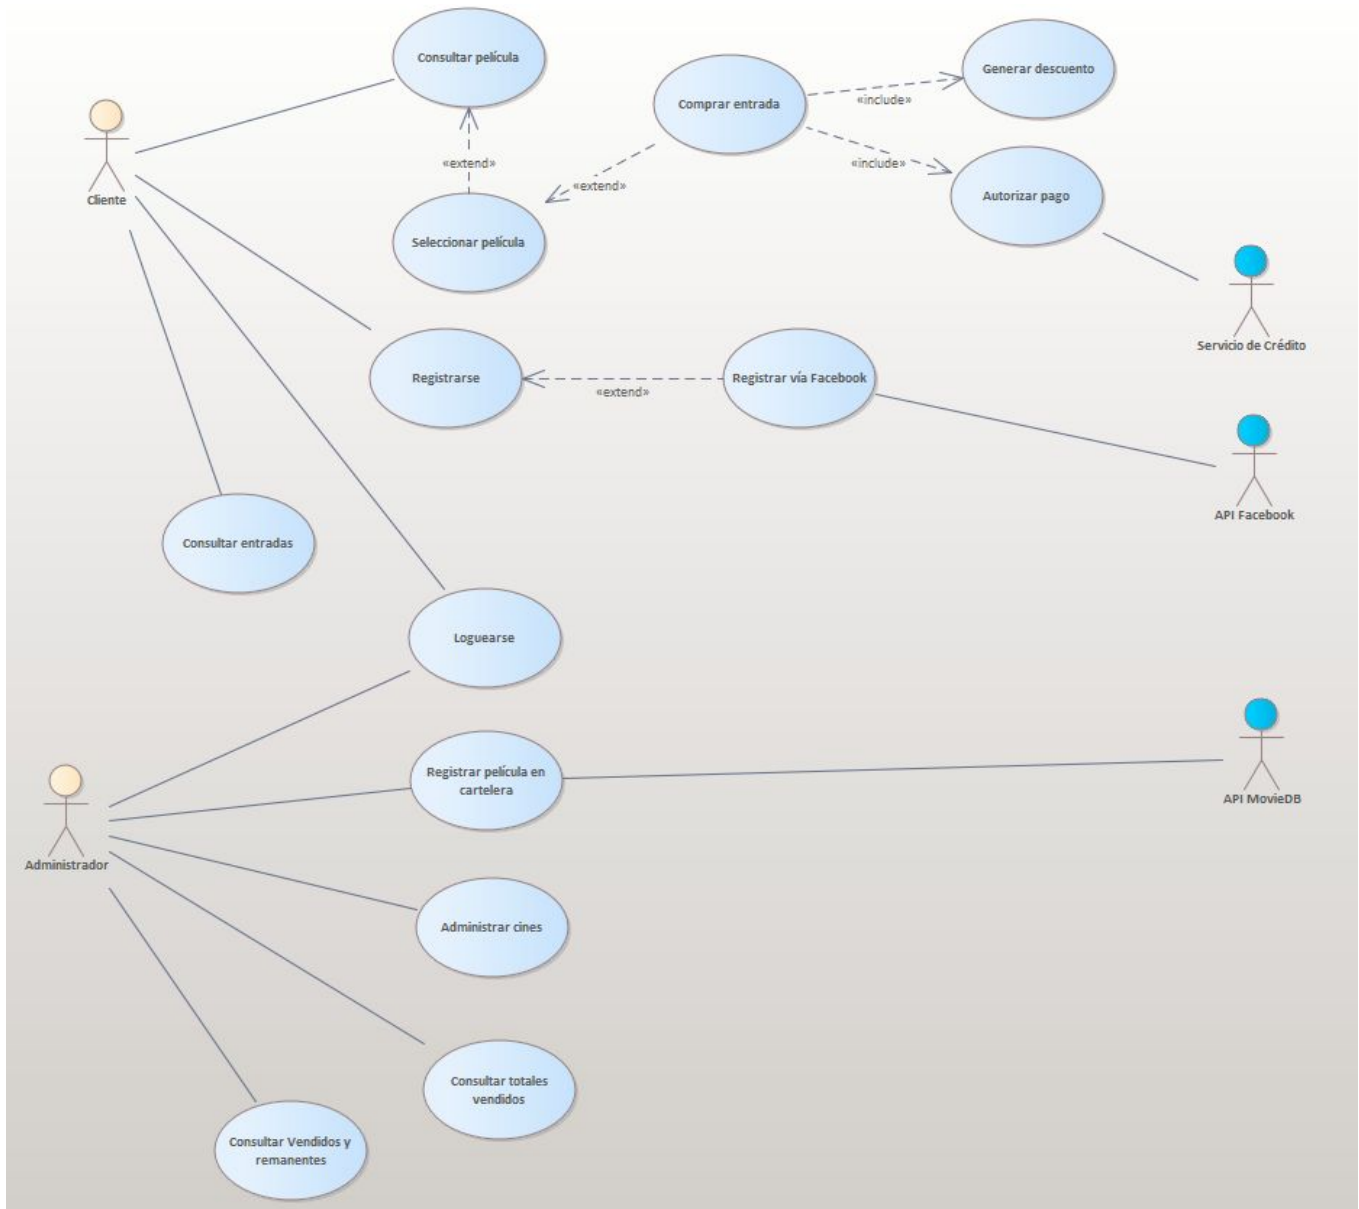 Consultar película
Generar descuento
Comprar entrada
«include»
«extend»
«include»
«extend»
Cliente
Autorizar pago
Seleccionar película
Servicio de Crédito
Registrarse
Registrar vía Facebook
«extend»
API Facebook
Consultar entradas
Loguearse
Registrar película en
cartelera
API MovieDB
Administrador
Administrar cines
Consultar totales
vendidos
Consultar Vendidos y
remanentes